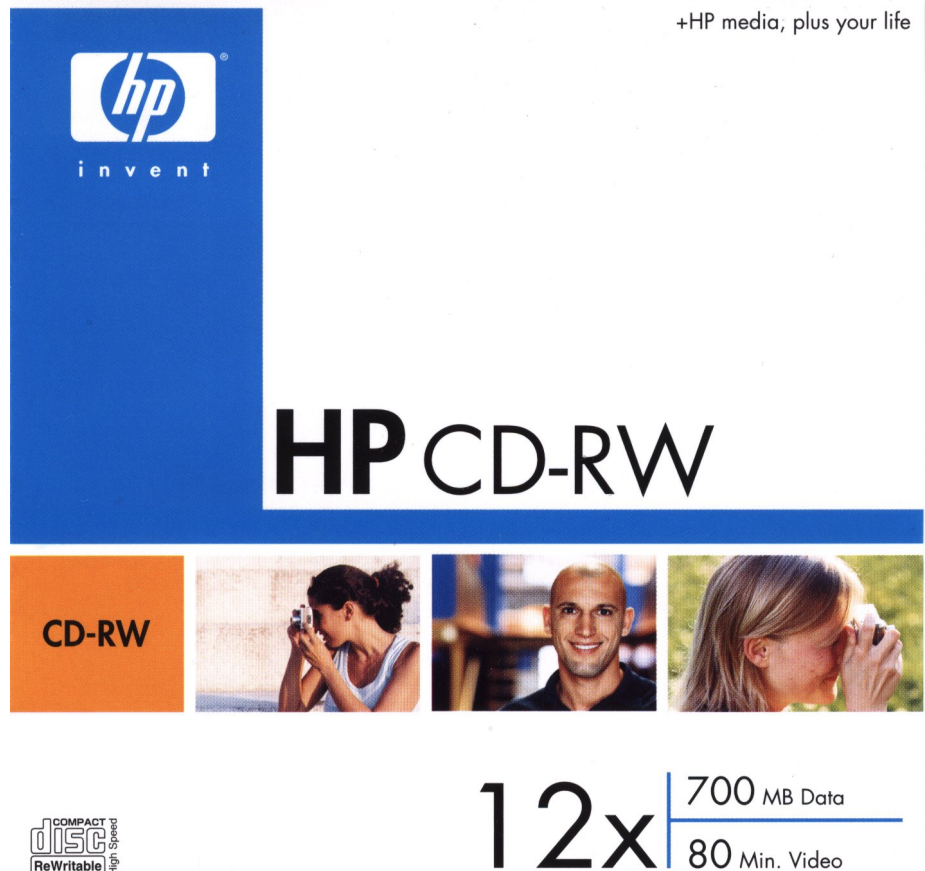 +HP media, plus your life
hp
®
invent
HP CD-RW
CD-RW
12x
700 MB Data
80 Min. Video
COMPACT
disc
ReWritable
High Speed